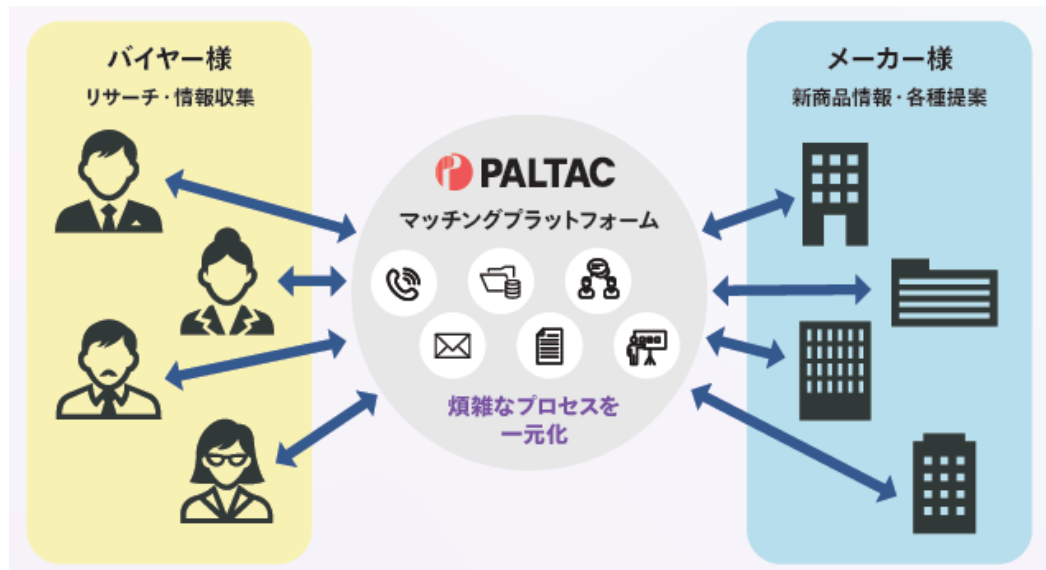 バイヤー様
リサーチ・情報収集
メーカー様
新商品情報・各種提案
PALTAC
マッチングプラットフォーム
煩雑なプロセスを
一元化